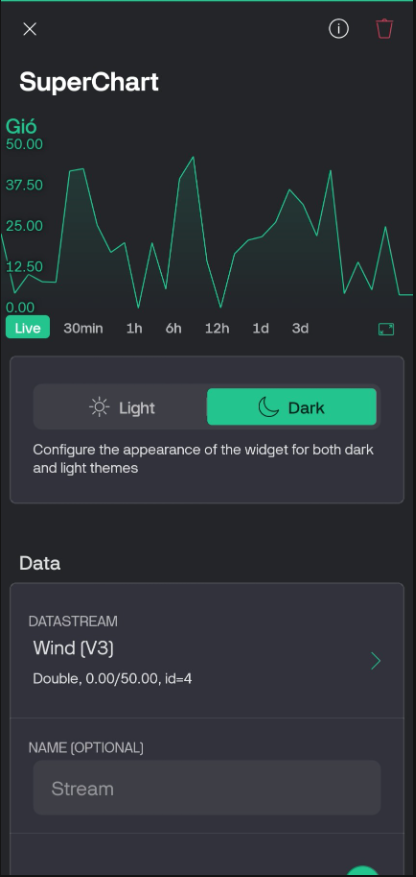 SuperChart
Gió
50.00
37.50
25.00
12.50
0.00
Live 30min 1h 6h 12h 1d 3d
Light Dark
Configure the appearance of the widget for both dark
and light themes
Data
DATASTREAM
Wind (V3)
Double, 0.00/50.00, id=4
NAME (OPTIONAL)
Stream